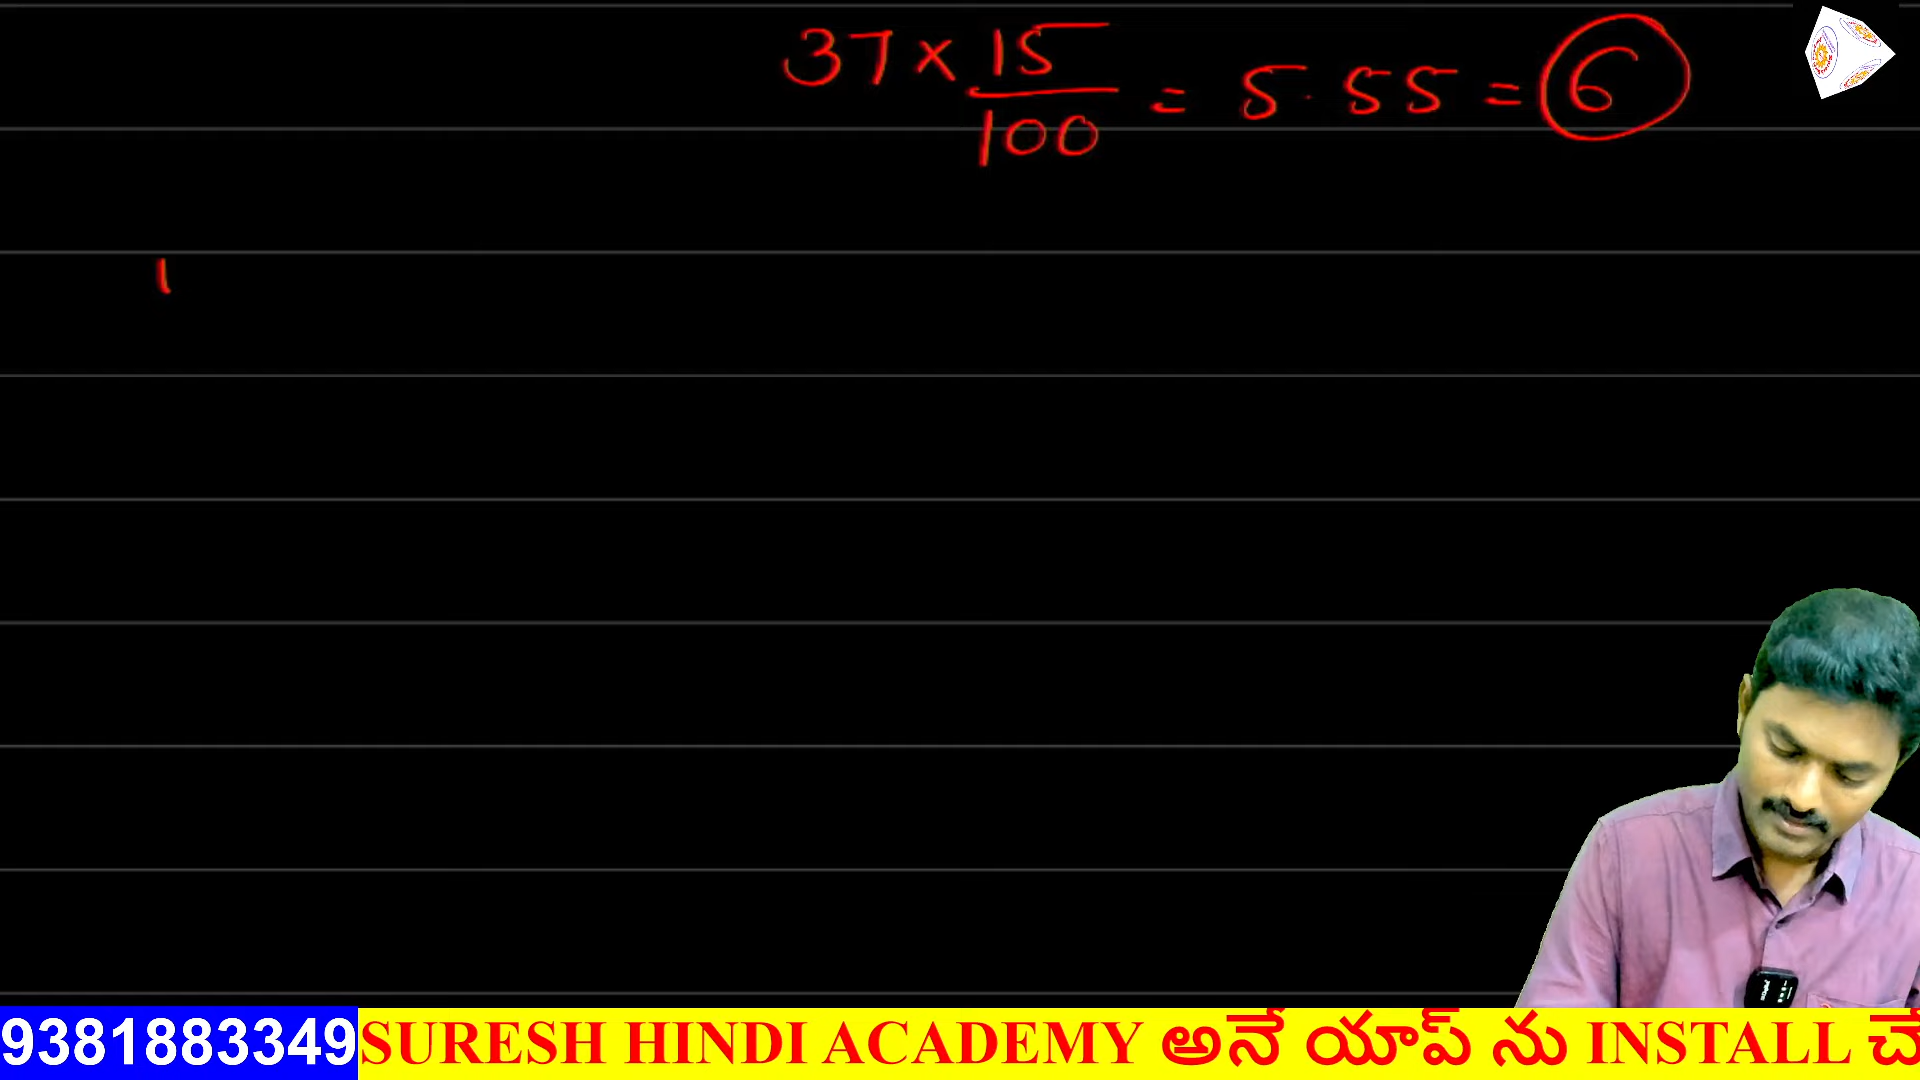 37 × 15/100 = 5.55 = 6
1
9381883349 SURESH HINDI ACADEMY అనే యాప్ ను INSTALL చే